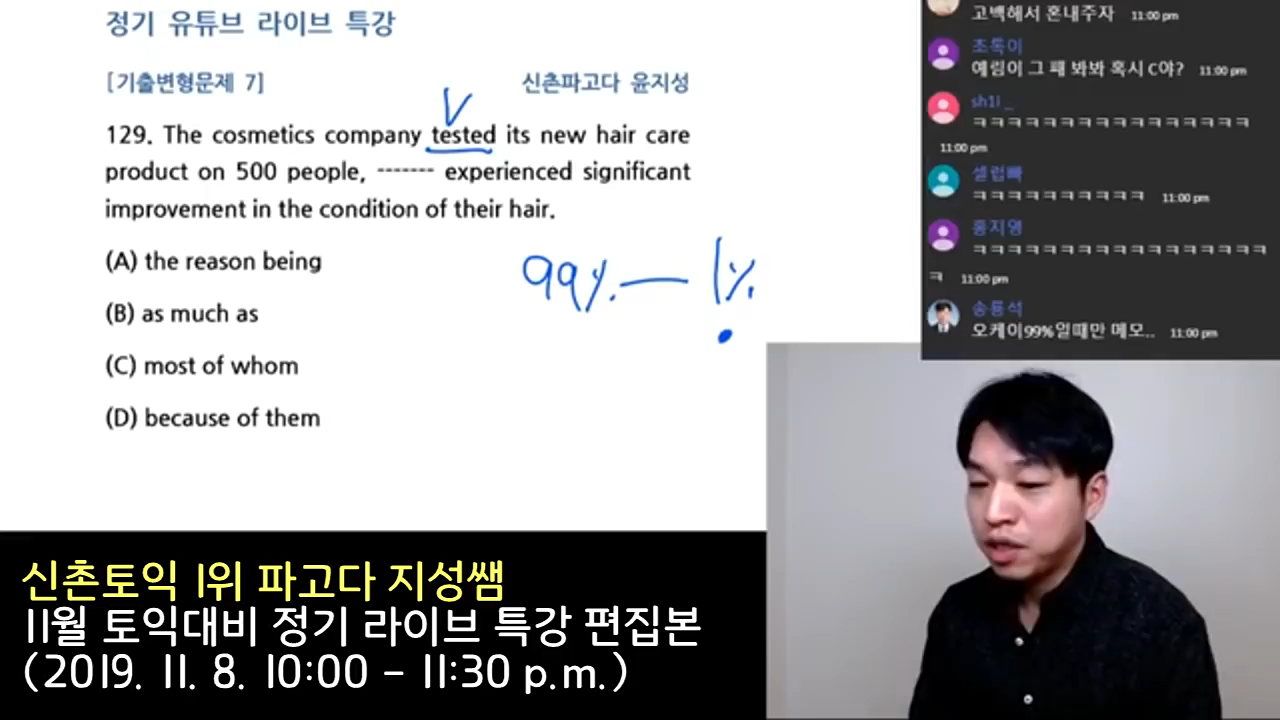 정기 유튜브 라이브 특강
[기출변형문제 7] 신촌파고다 윤지성
V
129. The cosmetics company tested its new hair care
product on 500 people, ------- experienced significant
improvement in the condition of their hair.
(A) the reason being
(B) as much as
(C) most of whom
(D) because of them
99% — 1%
고백해서 혼내주자 11:00 pm
초록이
예림이 그 패 봐봐 혹시 C야? 11:00 pm
sh1l _
ㅋㅋㅋㅋㅋㅋㅋㅋㅋㅋㅋㅋㅋㅋㅋㅋ
11:00 pm
셀럽빠
ㅋㅋㅋㅋㅋㅋㅋㅋㅋㅋ 11:00 pm
홍지영
ㅋㅋㅋㅋㅋㅋㅋㅋㅋㅋㅋㅋㅋㅋㅋㅋㅋ
ㅋ 11:00 pm
송룡석
오케이99%일때만 메모.. 11:00 pm
신촌토익 1위 파고다 지성쌤
11월 토익대비 정기 라이브 특강 편집본
(2019. 11. 8. 10:00 - 11:30 p.m.)